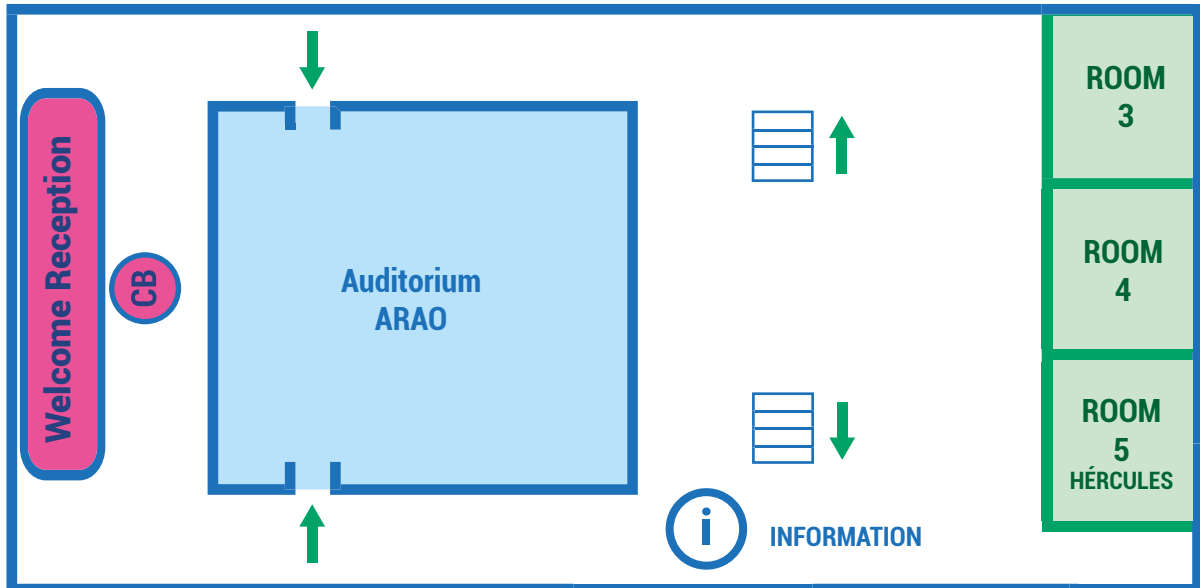 Welcome Reception
CB
Auditorium
ARAO
ROOM
3
ROOM
4
ROOM
5
HÉRCULES
i
INFORMATION